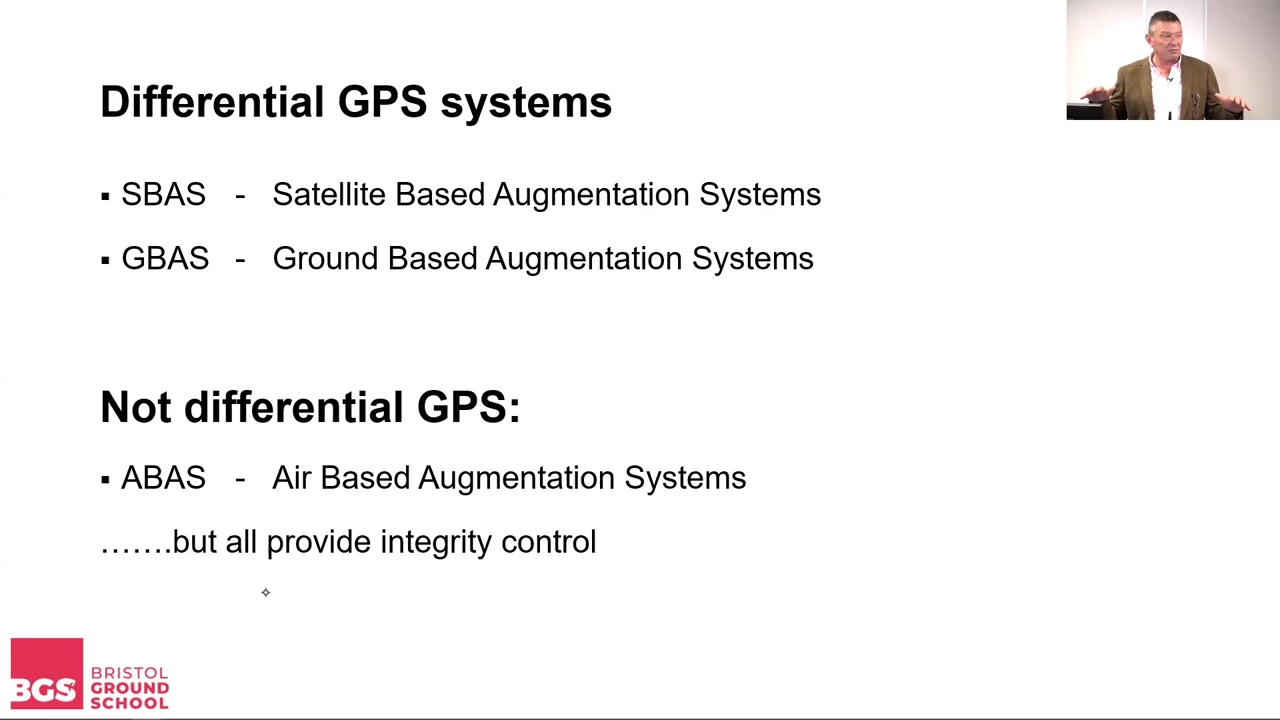 Differential GPS systems
▪ SBAS - Satellite Based Augmentation Systems
▪ GBAS - Ground Based Augmentation Systems
Not differential GPS:
▪ ABAS - Air Based Augmentation Systems
…….but all provide integrity control
BGS
BRISTOL
GROUND
SCHOOL